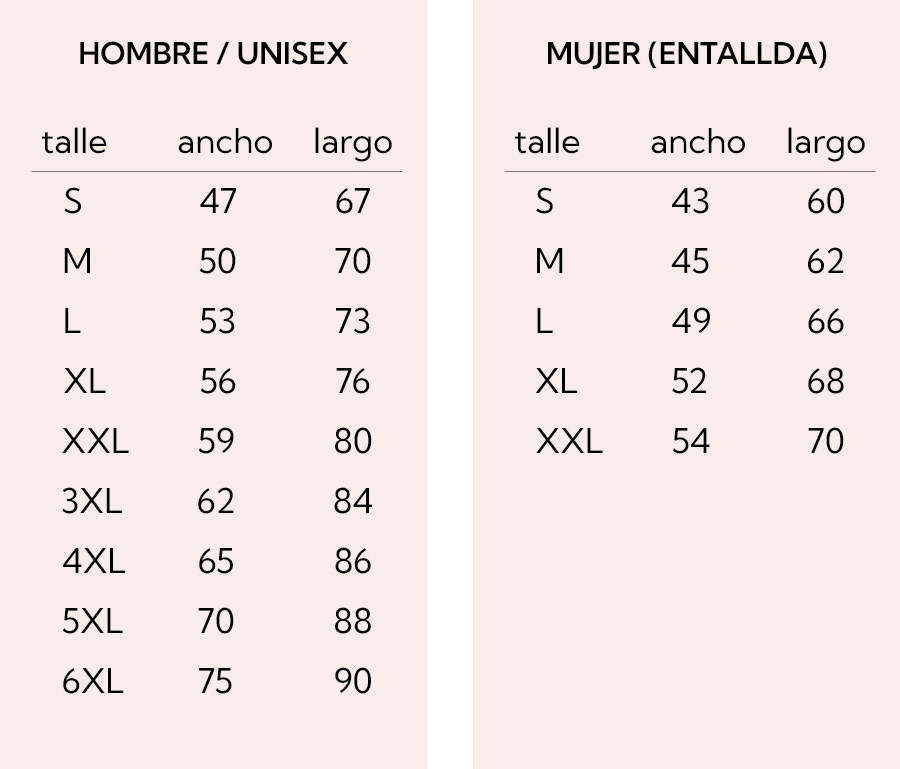 HOMBRE / UNISEX
talle ancho largo
S 47 67
M 50 70
L 53 73
XL 56 76
XXL 59 80
3XL 62 84
4XL 65 86
5XL 70 88
6XL 75 90
MUJER (ENTALLDA)
talle ancho largo
S 43 60
M 45 62
L 49 66
XL 52 68
XXL 54 70